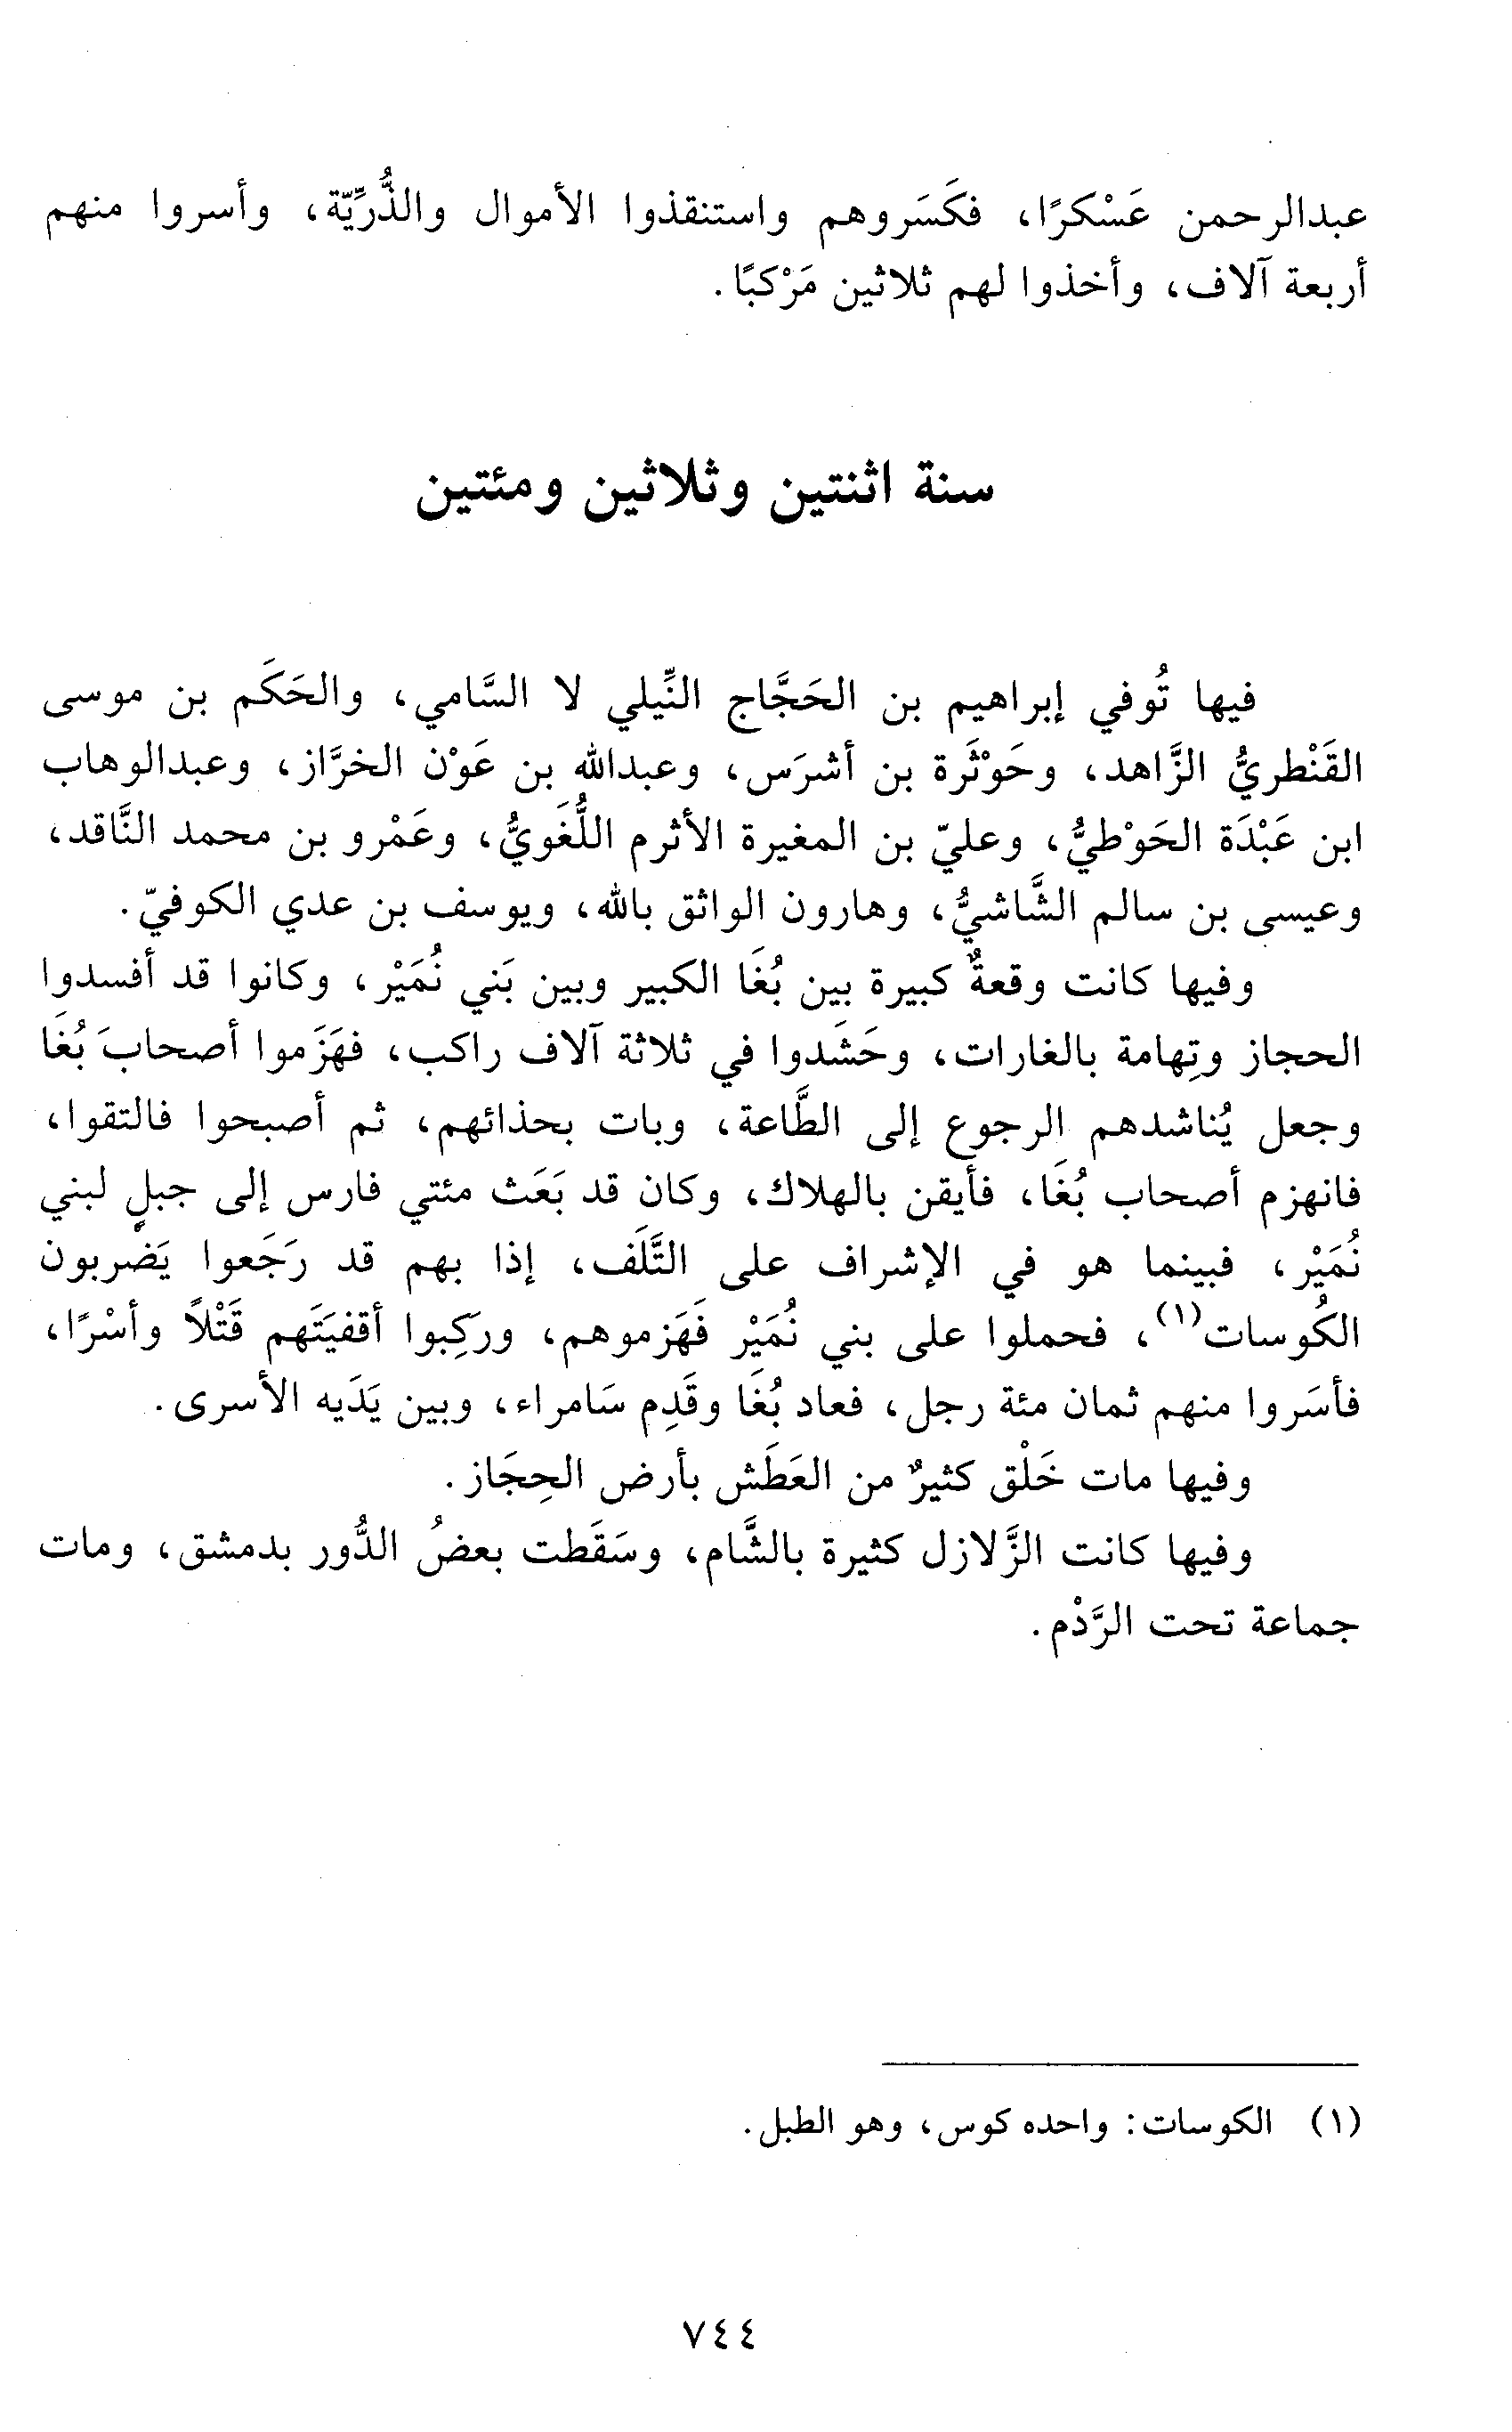 عبدالرحمن عَسْكرًا، فكَسَروهم واستنقذوا الأموال والذُّرِّيّة، وأسروا منهم
أربعة آلاف، وأخذوا لهم ثلاثين مَرْكبًا.
سنة اثنتين وثلاثين ومئتين
فيها تُوفي إبراهيم بن الحَجَّاج النِّيلي لا السَّامي، والحَكَم بن موسى
القَنْطريُّ الزَّاهد، وحَوْثَرة بن أشرَس، وعبدالله بن عَوْن الخرَّاز، وعبدالوهاب
ابن عَبْدَة الحَوْطيُّ، وعليّ بن المغيرة الأثرم اللُّغَويُّ، وعَمْرو بن محمد النَّاقد،
وعيسى بن سالم الشَّاشيُّ، وهارون الواثق بالله، ويوسف بن عدي الكوفيّ.
وفيها كانت وقعةٌ كبيرة بين بُغَا الكبير وبين بَني نُمَيْر، وكانوا قد أفسدوا
الحجاز وتِهامة بالغارات، وحَشَدوا في ثلاثة آلاف راكب، فهَزَموا أصحابَ بُغَا
وجعل يُناشدهم الرجوع إلى الطَّاعة، وبات بحذائهم، ثم أصبحوا فالتقوا،
فانهزم أصحاب بُغَا، فأيقن بالهلاك، وكان قد بَعَث مئتي فارس إلى جبلٍ لبني
نُمَيْر، فبينما هو في الإشراف على التَّلَف، إذا بهم قد رَجَعوا يَضربون
الكُوسات(١)، فحملوا على بني نُمَيْر فَهَزموهم، وركِبوا أقفيَتَهم قَتْلاً وأسْرًا،
فأسَروا منهم ثمان مئة رجل، فعاد بُغَا وقَدِم سَامراء، وبين يَدَيه الأسرى.
وفيها مات خَلْق كثيرٌ من العَطَش بأرض الحِجَاز.
وفيها كانت الزَّلازل كثيرة بالشَّام، وسَقَطت بعضُ الدُّور بدمشق، ومات
جماعة تحت الرَّدْم.
(١) الكوسات: واحده كوس، وهو الطبل.
٧٤٤